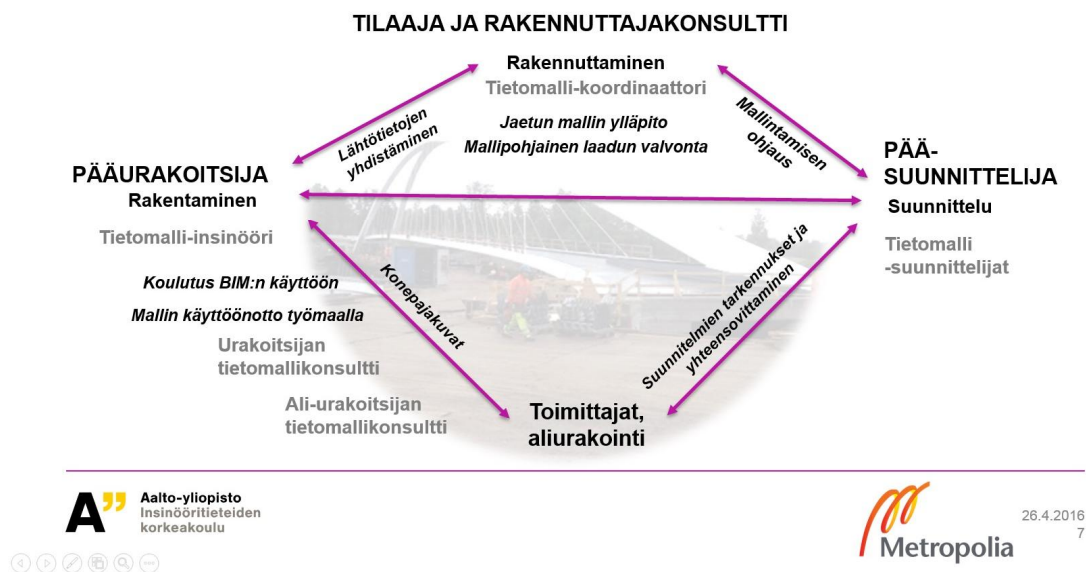 TILAAJA JA RAKENNUTTAJAKONSULTTI
Rakennuttaminen
Tietomalli-koordinaattori
Jaetun mallin ylläpito
Mallipohjainen laadun valvonta
Lähtötietojen
yhdistäminen
Mallintamisen
ohjaus
PÄÄURAKOITSIJA
Rakentaminen
Tietomalli-insinööri
Koulutus BIM:n käyttöön
Mallin käyttöönotto työmaalla
Urakoitsijan
tietomallikonsultti
Ali-urakoitsijan
tietomallikonsultti
PÄÄ-
SUUNNITTELIJA
Suunnittelu
Tietomalli
-suunnittelijat
Konepajakuvat
Suunnitelmien tarkennukset ja
yhteensovittaminen
Toimittajat,
aliurakointi
A”
Aalto-yliopisto
Insinööritieteiden
korkeakoulu
Metropolia
26.4.2016
7